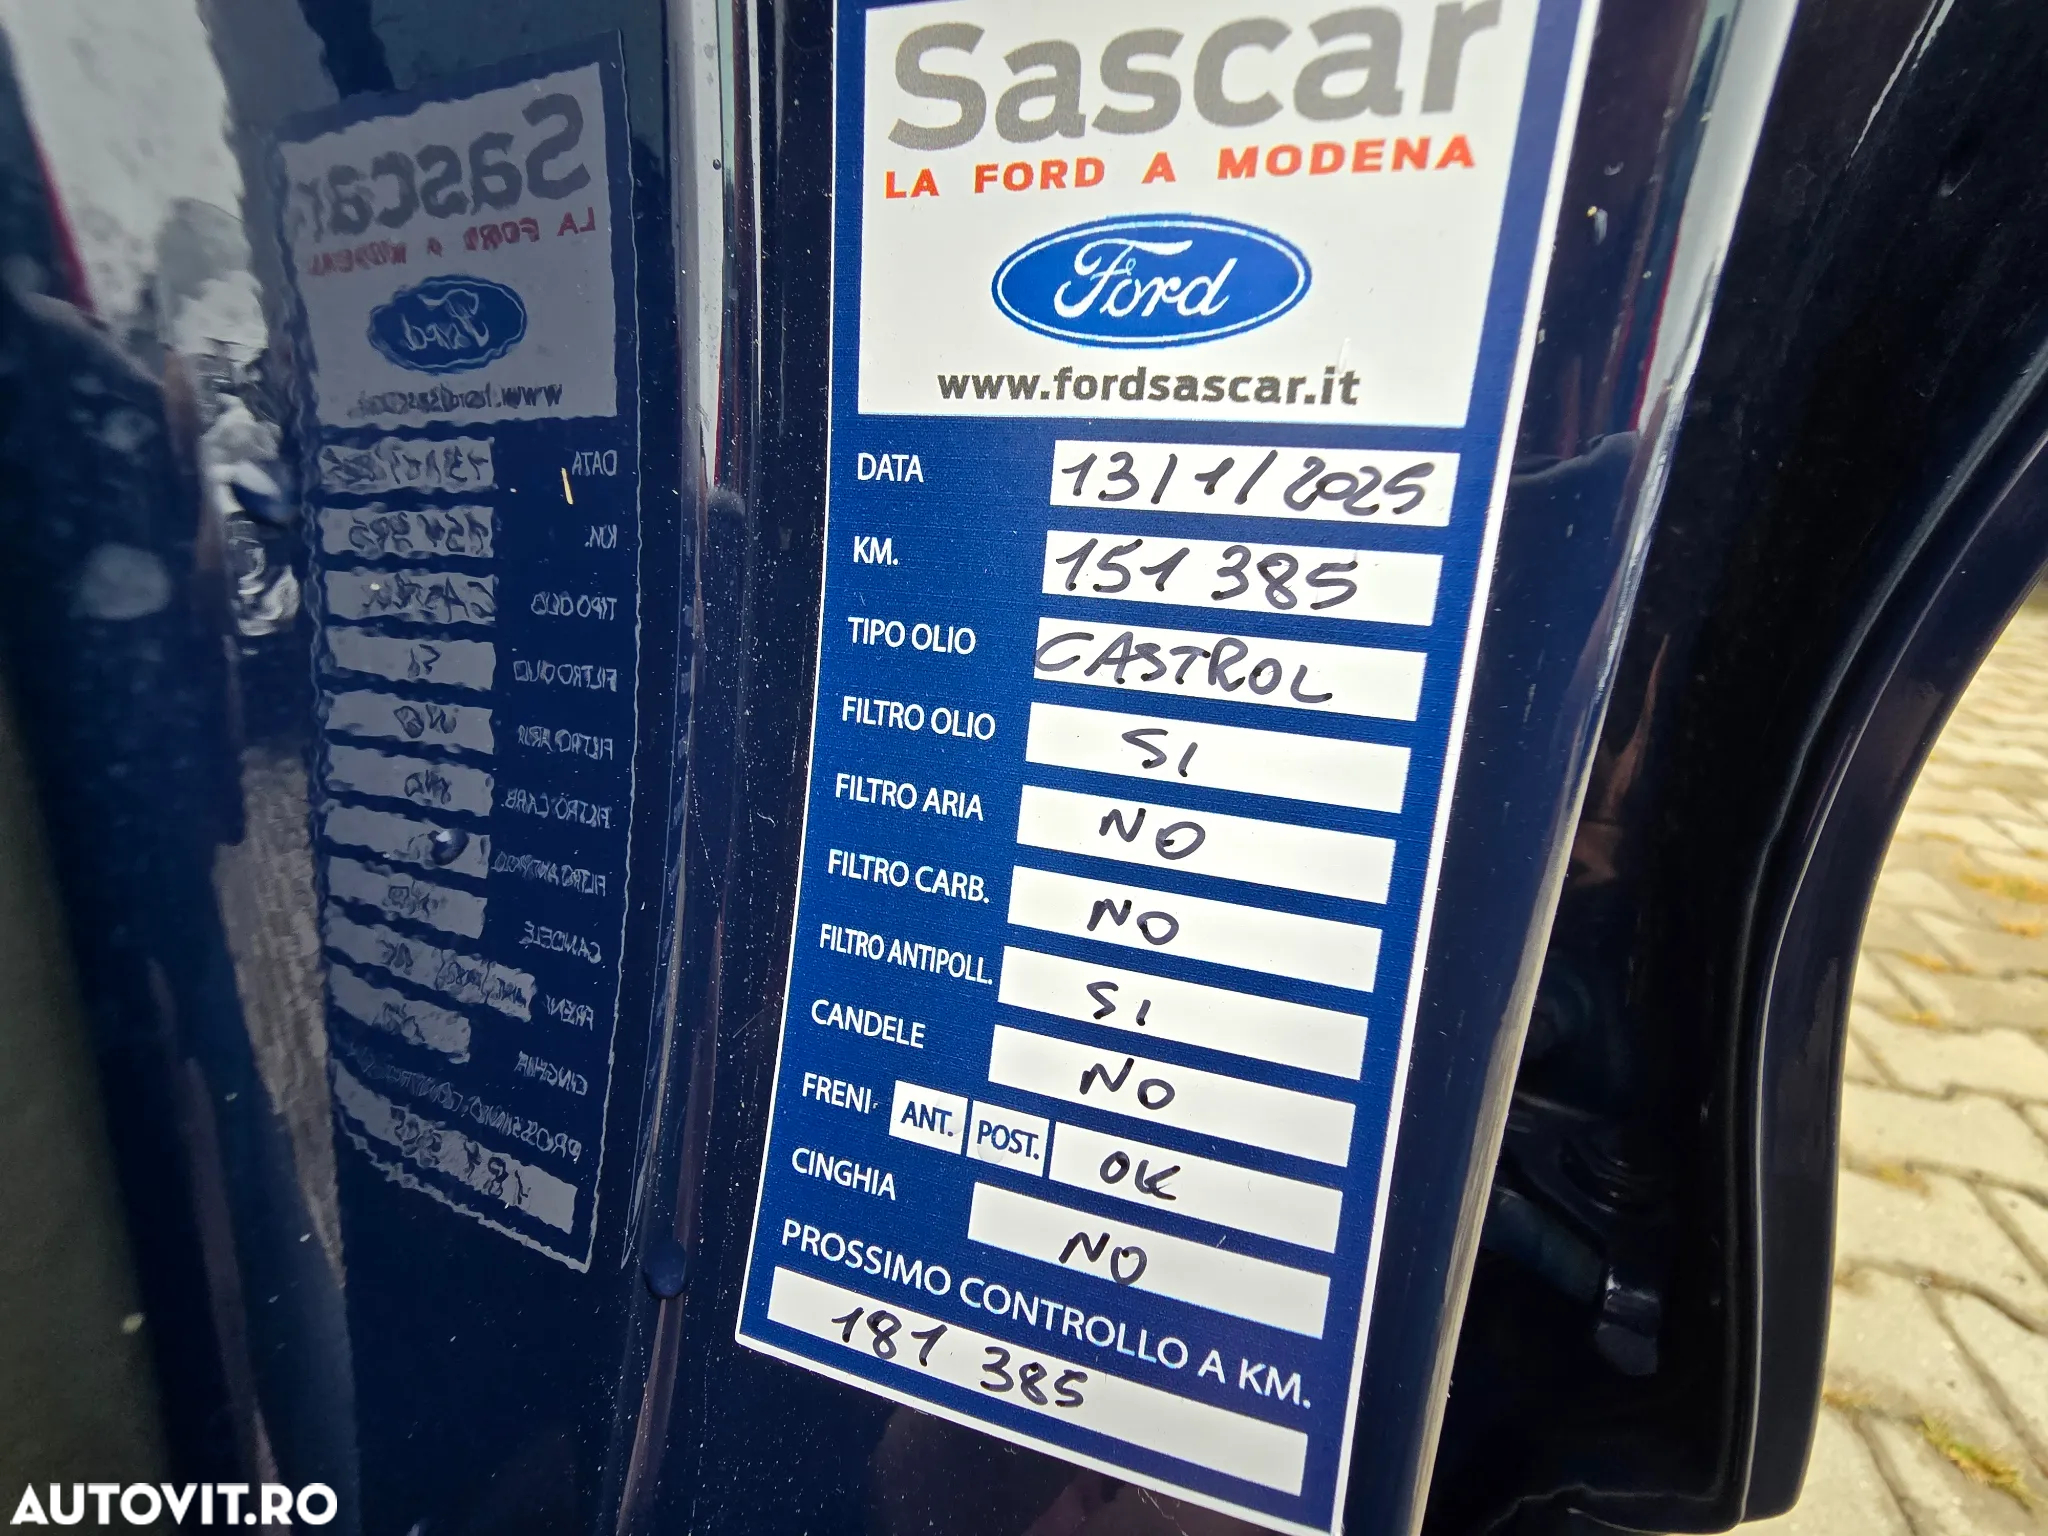 Sascar
LA FORD A MODENA
Ford
www.fordsascar.it
DATA 13/1/2025
KM. 151 385
TIPO OLIO CASTROL
FILTRO OLIO SI
FILTRO ARIA NO
FILTRO CARB. NO
FILTRO ANTIPOLL. SI
CANDELE NO
FRENI ANT. POST. OK
CINGHIA NO
PROSSIMO CONTROLLO A KM.
181 385
AUTOVIT.RO